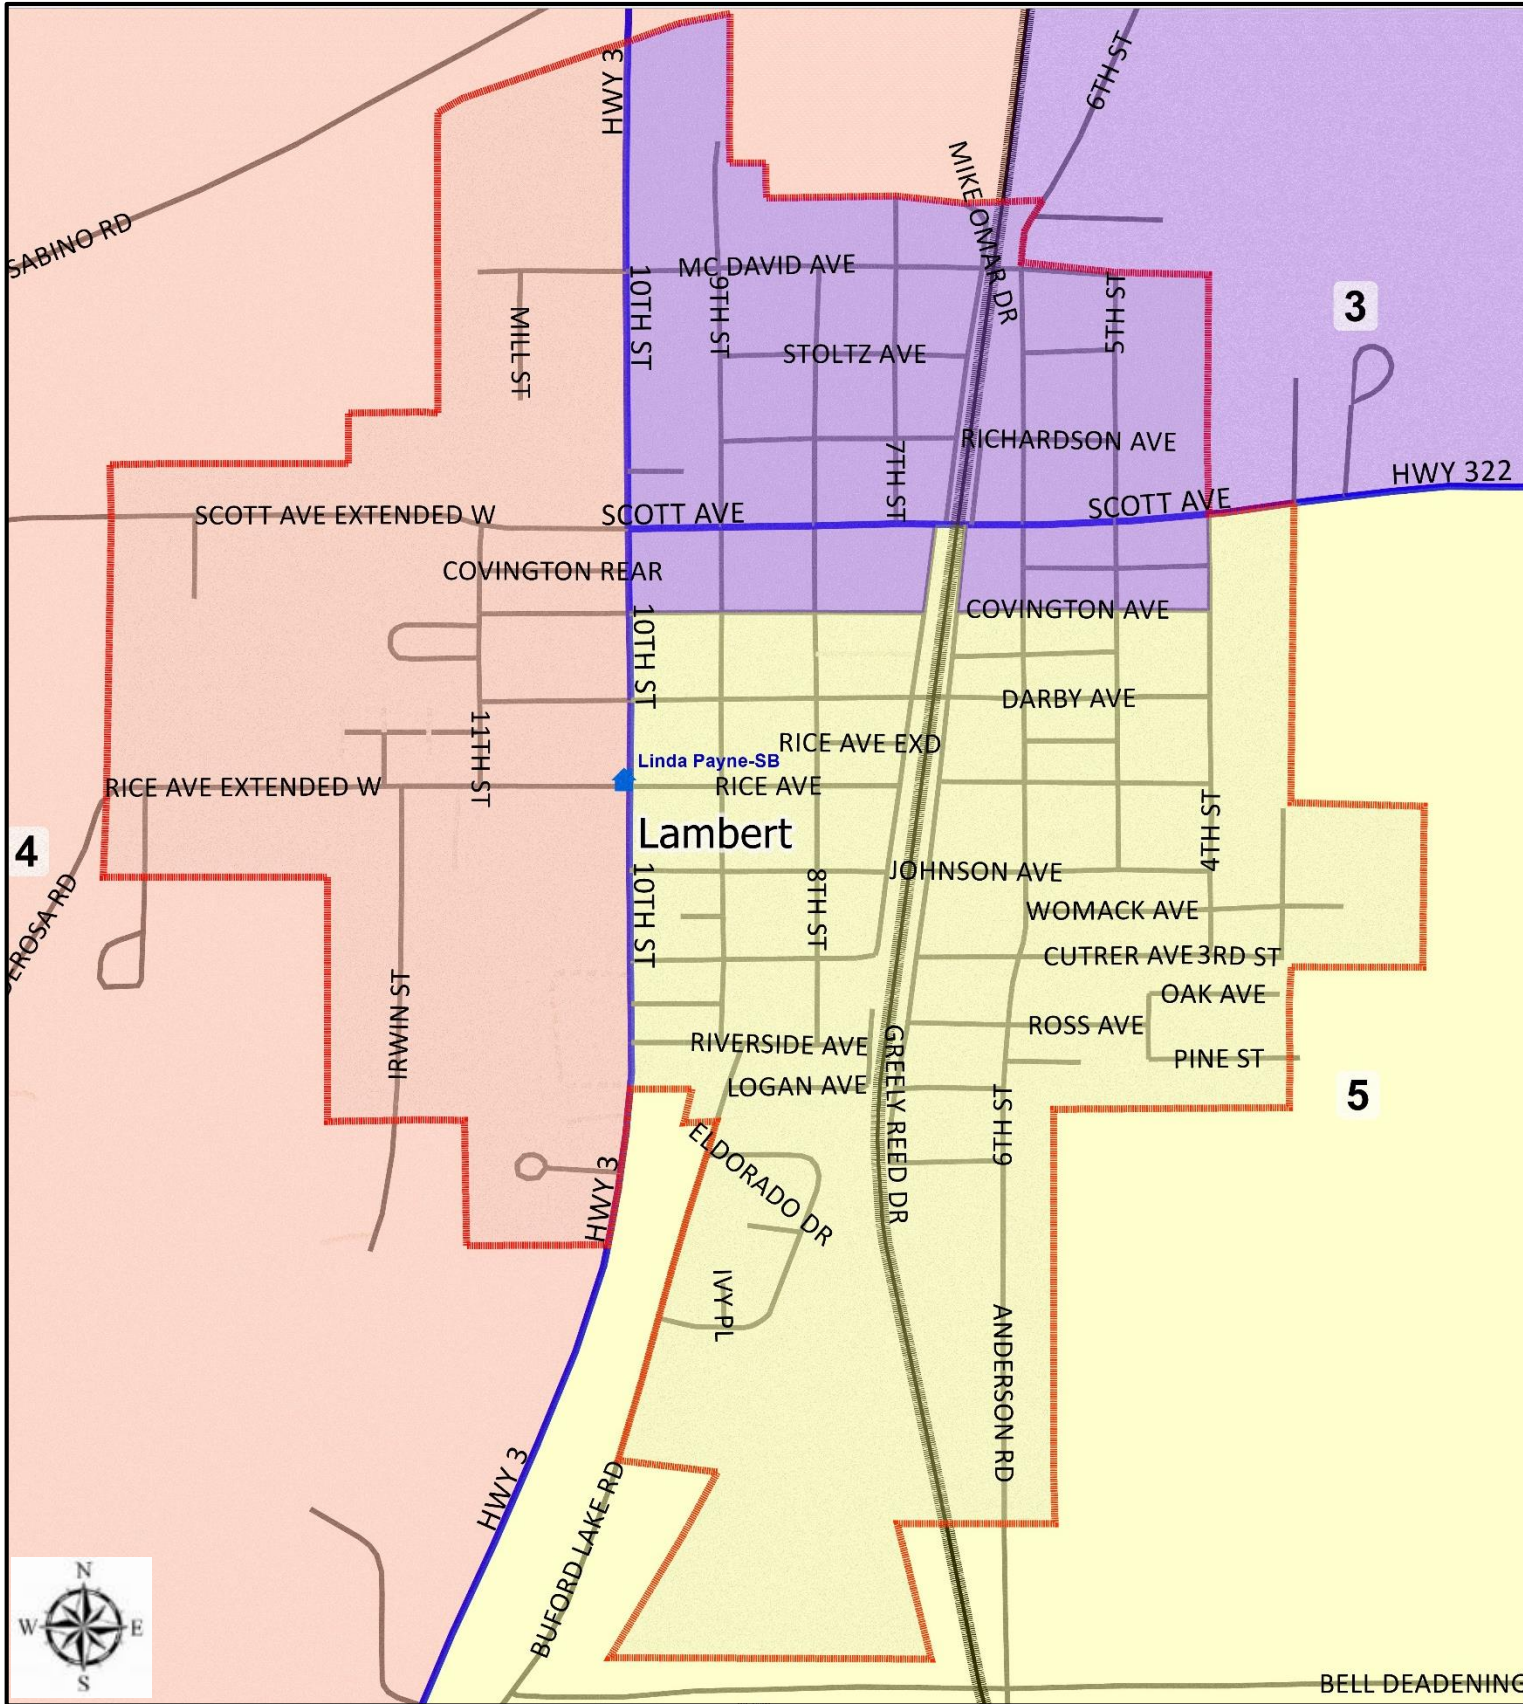 HWY 3
6TH ST
SABINO RD
MIKE OMAR DR
MC DAVID AVE
10TH ST
9TH ST
5TH ST
3
MILL ST
STOLTZ AVE
7TH ST
RICHARDSON AVE
HWY 322
SCOTT AVE EXTENDED W
SCOTT AVE
SCOTT AVE
COVINGTON REAR
COVINGTON AVE
10TH ST
DARBY AVE
11TH ST
RICE AVE EXD
Linda Payne-SB
RICE AVE EXTENDED W
RICE AVE
4TH ST
Lambert
4
JOHNSON AVE
10TH ST
8TH ST
WOMACK AVE
EROSA RD
CUTRER AVE
3RD ST
OAK AVE
IRWIN ST
ROSS AVE
RIVERSIDE AVE
GREELY REED DR
PINE ST
LOGAN AVE
6TH ST
5
ELDORADO DR
HWY 3
IVY PL
ANDERSON RD
HWY 3
BUFORD LAKE RD
N
W
E
S
BELL DEADENING